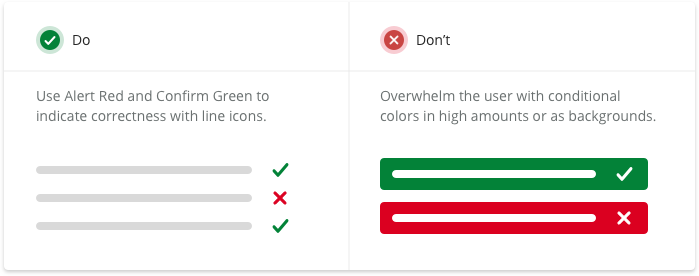 Do
Use Alert Red and Confirm Green to
indicate correctness with line icons.
Don’t
Overwhelm the user with conditional
colors in high amounts or as backgrounds.